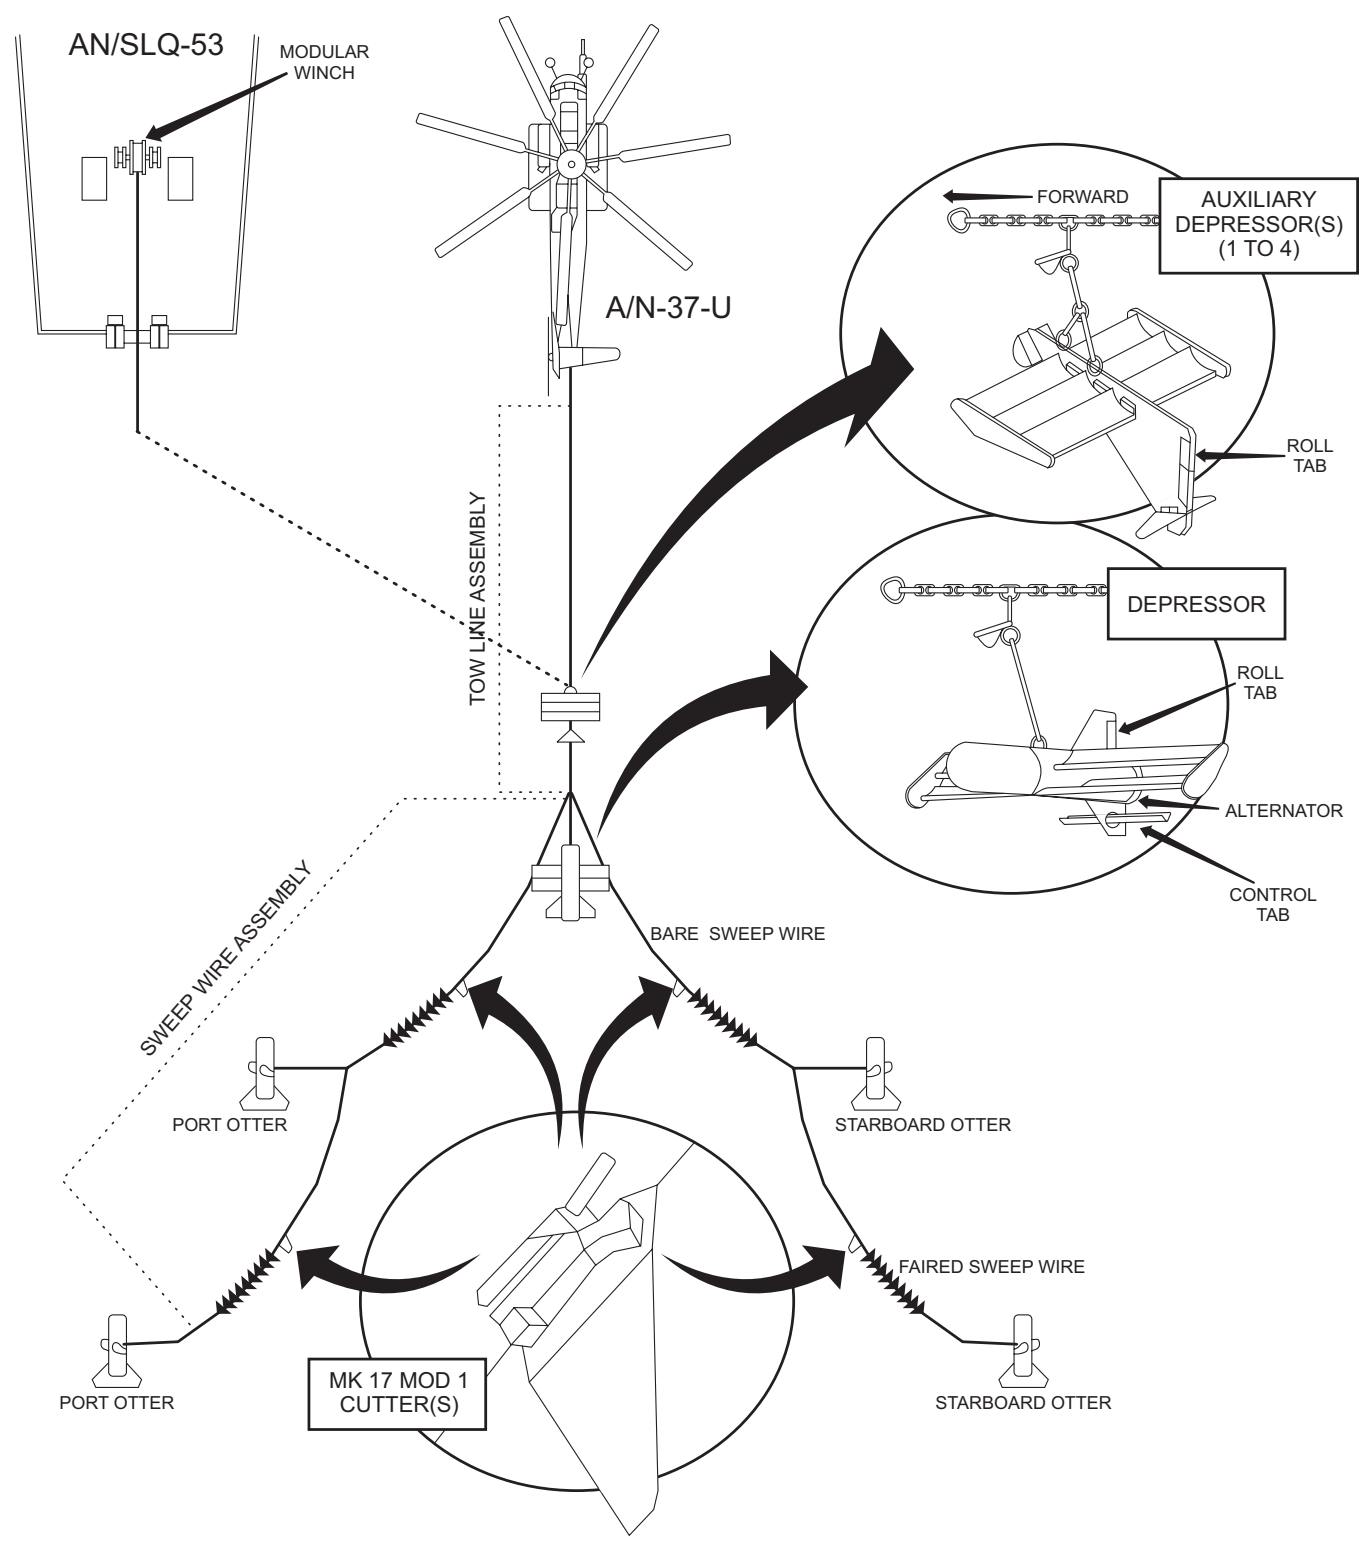 AN/SLQ-53
MODULAR
WINCH
A/N-37-U
FORWARD
AUXILIARY
DEPRESSOR(S)
(1 TO 4)
ROLL
TAB
TOW LINE ASSEMBLY
DEPRESSOR
ROLL
TAB
ALTERNATOR
CONTROL
TAB
SWEEP WIRE ASSEMBLY
BARE SWEEP WIRE
PORT OTTER
STARBOARD OTTER
FAIRED SWEEP WIRE
MK 17 MOD 1
CUTTER(S)
PORT OTTER
STARBOARD OTTER